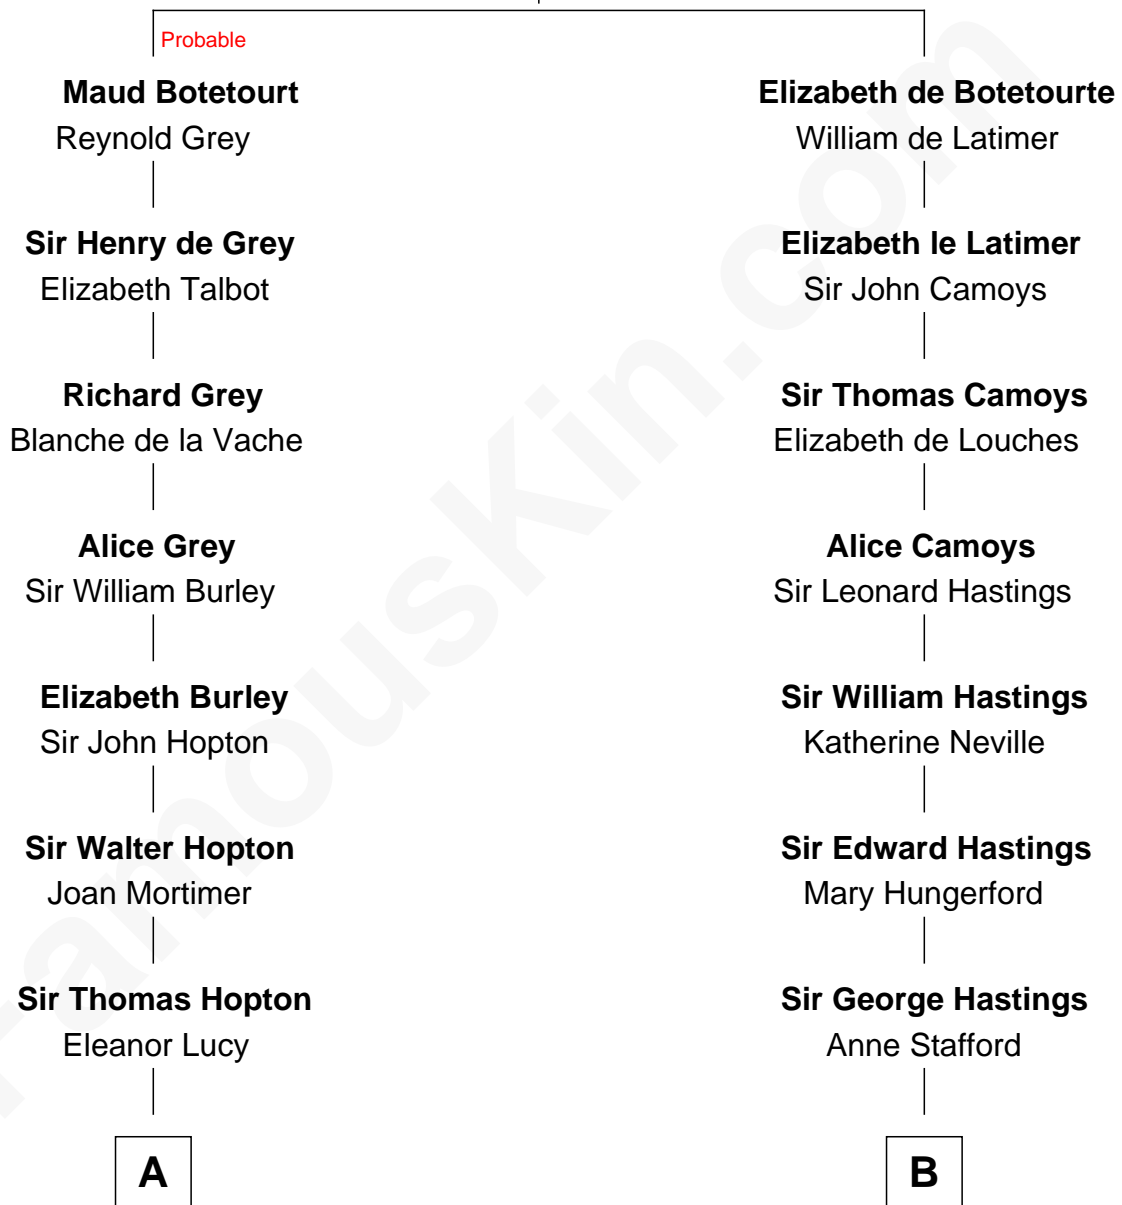 Probable
Maud Botetourt
Reynold Grey
Elizabeth de Botetourte
William de Latimer
Sir Henry de Grey
Elizabeth Talbot
Elizabeth le Latimer
Sir John Camoys
Richard Grey
Blanche de la Vache
Sir Thomas Camoys
Elizabeth de Louches
Alice Grey
Sir William Burley
Alice Camoys
Sir Leonard Hastings
Elizabeth Burley
Sir John Hopton
Sir William Hastings
Katherine Neville
Sir Walter Hopton
Joan Mortimer
Sir Edward Hastings
Mary Hungerford
Sir Thomas Hopton
Eleanor Lucy
Sir George Hastings
Anne Stafford
A
B
FamousKin.com